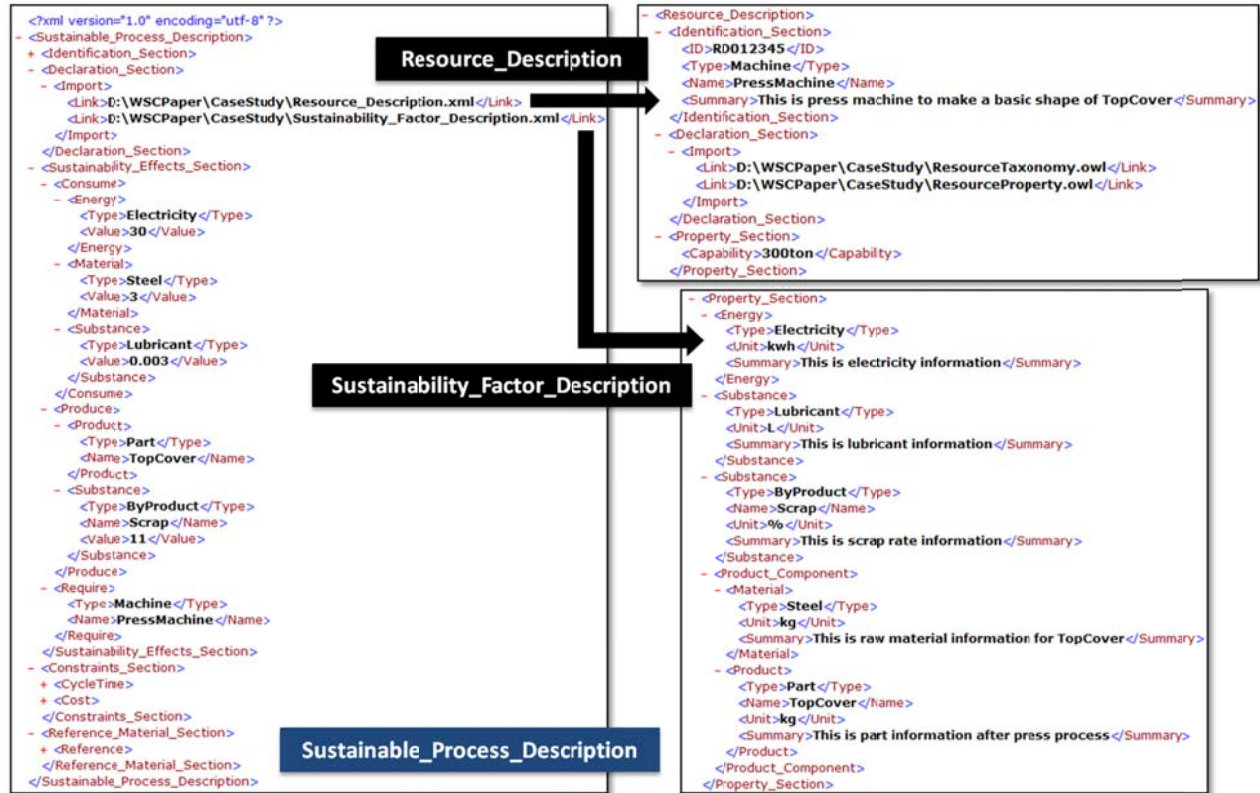 <?xml version="1.0" encoding="utf-8" ?>
- <Sustainable_Process_Description>
+ <Identification_Section>
- <Declaration_Section>
- <Import>
<Link>D:\WSCPaper\CaseStudy\Resource_Description.xml</Link>
<Link>D:\WSCPaper\CaseStudy\Sustainability_Factor_Description.xml</Link>
</Import>
</Declaration_Section>
- <Sustainability_Effects_Section>
- <Consume>
- <Energy>
<Type>Electricity</Type>
<Value>30</Value>
</Energy>
- <Material>
<Type>Steel</Type>
<Value>3</Value>
</Material>
- <Substance>
<Type>Lubricant</Type>
<Value>0.003</Value>
</Substance>
</Consume>
- <Produce>
- <Product>
<Type>Part</Type>
<Name>TopCover</Name>
</Product>
- <Substance>
<Type>ByProduct</Type>
<Name>Scrap</Name>
<Value>11</Value>
</Substance>
</Produce>
- <Require>
<Type>Machine</Type>
<Name>PressMachine</Name>
</Require>
</Sustainability_Effects_Section>
- <Constraints_Section>
+ <CycleTime>
+ <Cost>
</Constraints_Section>
- <Reference_Material_Section>
+ <Reference>
</Reference_Material_Section>
</Sustainable_Process_Description>
Sustainable_Process_Description
Resource_Description
- <Resource_Description>
- <Identification_Section>
<ID>R0012345</ID>
<Type>Machine</Type>
<Name>PressMachine</Name>
<Summary>This is press machine to make a basic shape of TopCover</Summary>
</Identification_Section>
- <Declaration_Section>
- <Import>
<Link>D:\WSCPaper\CaseStudy\ResourceTaxonomy.owl</Link>
<Link>D:\WSCPaper\CaseStudy\ResourceProperty.owl</Link>
</Import>
</Declaration_Section>
- <Property_Section>
<Capability>300ton</Capability>
</Property_Section>
Sustainability_Factor_Description
- <Property_Section>
- <Energy>
<Type>Electricity</Type>
<Unit>kwh</Unit>
<Summary>This is electricity information</Summary>
</Energy>
- <Substance>
<Type>Lubricant</Type>
<Unit>L</Unit>
<Summary>This is lubricant information</Summary>
</Substance>
- <Substance>
<Type>ByProduct</Type>
<Name>Scrap</Name>
<Unit>%</Unit>
<Summary>This is scrap rate information</Summary>
</Substance>
- <Product_Component>
- <Material>
<Type>Steel</Type>
<Unit>kg</Unit>
<Summary>This is raw material information for TopCover</Summary>
</Material>
- <Product>
<Type>Part</Type>
<Name>TopCover</Name>
<Unit>kg</Unit>
<Summary>This is part information after press process</Summary>
</Product>
</Product_Component>
</Property_Section>